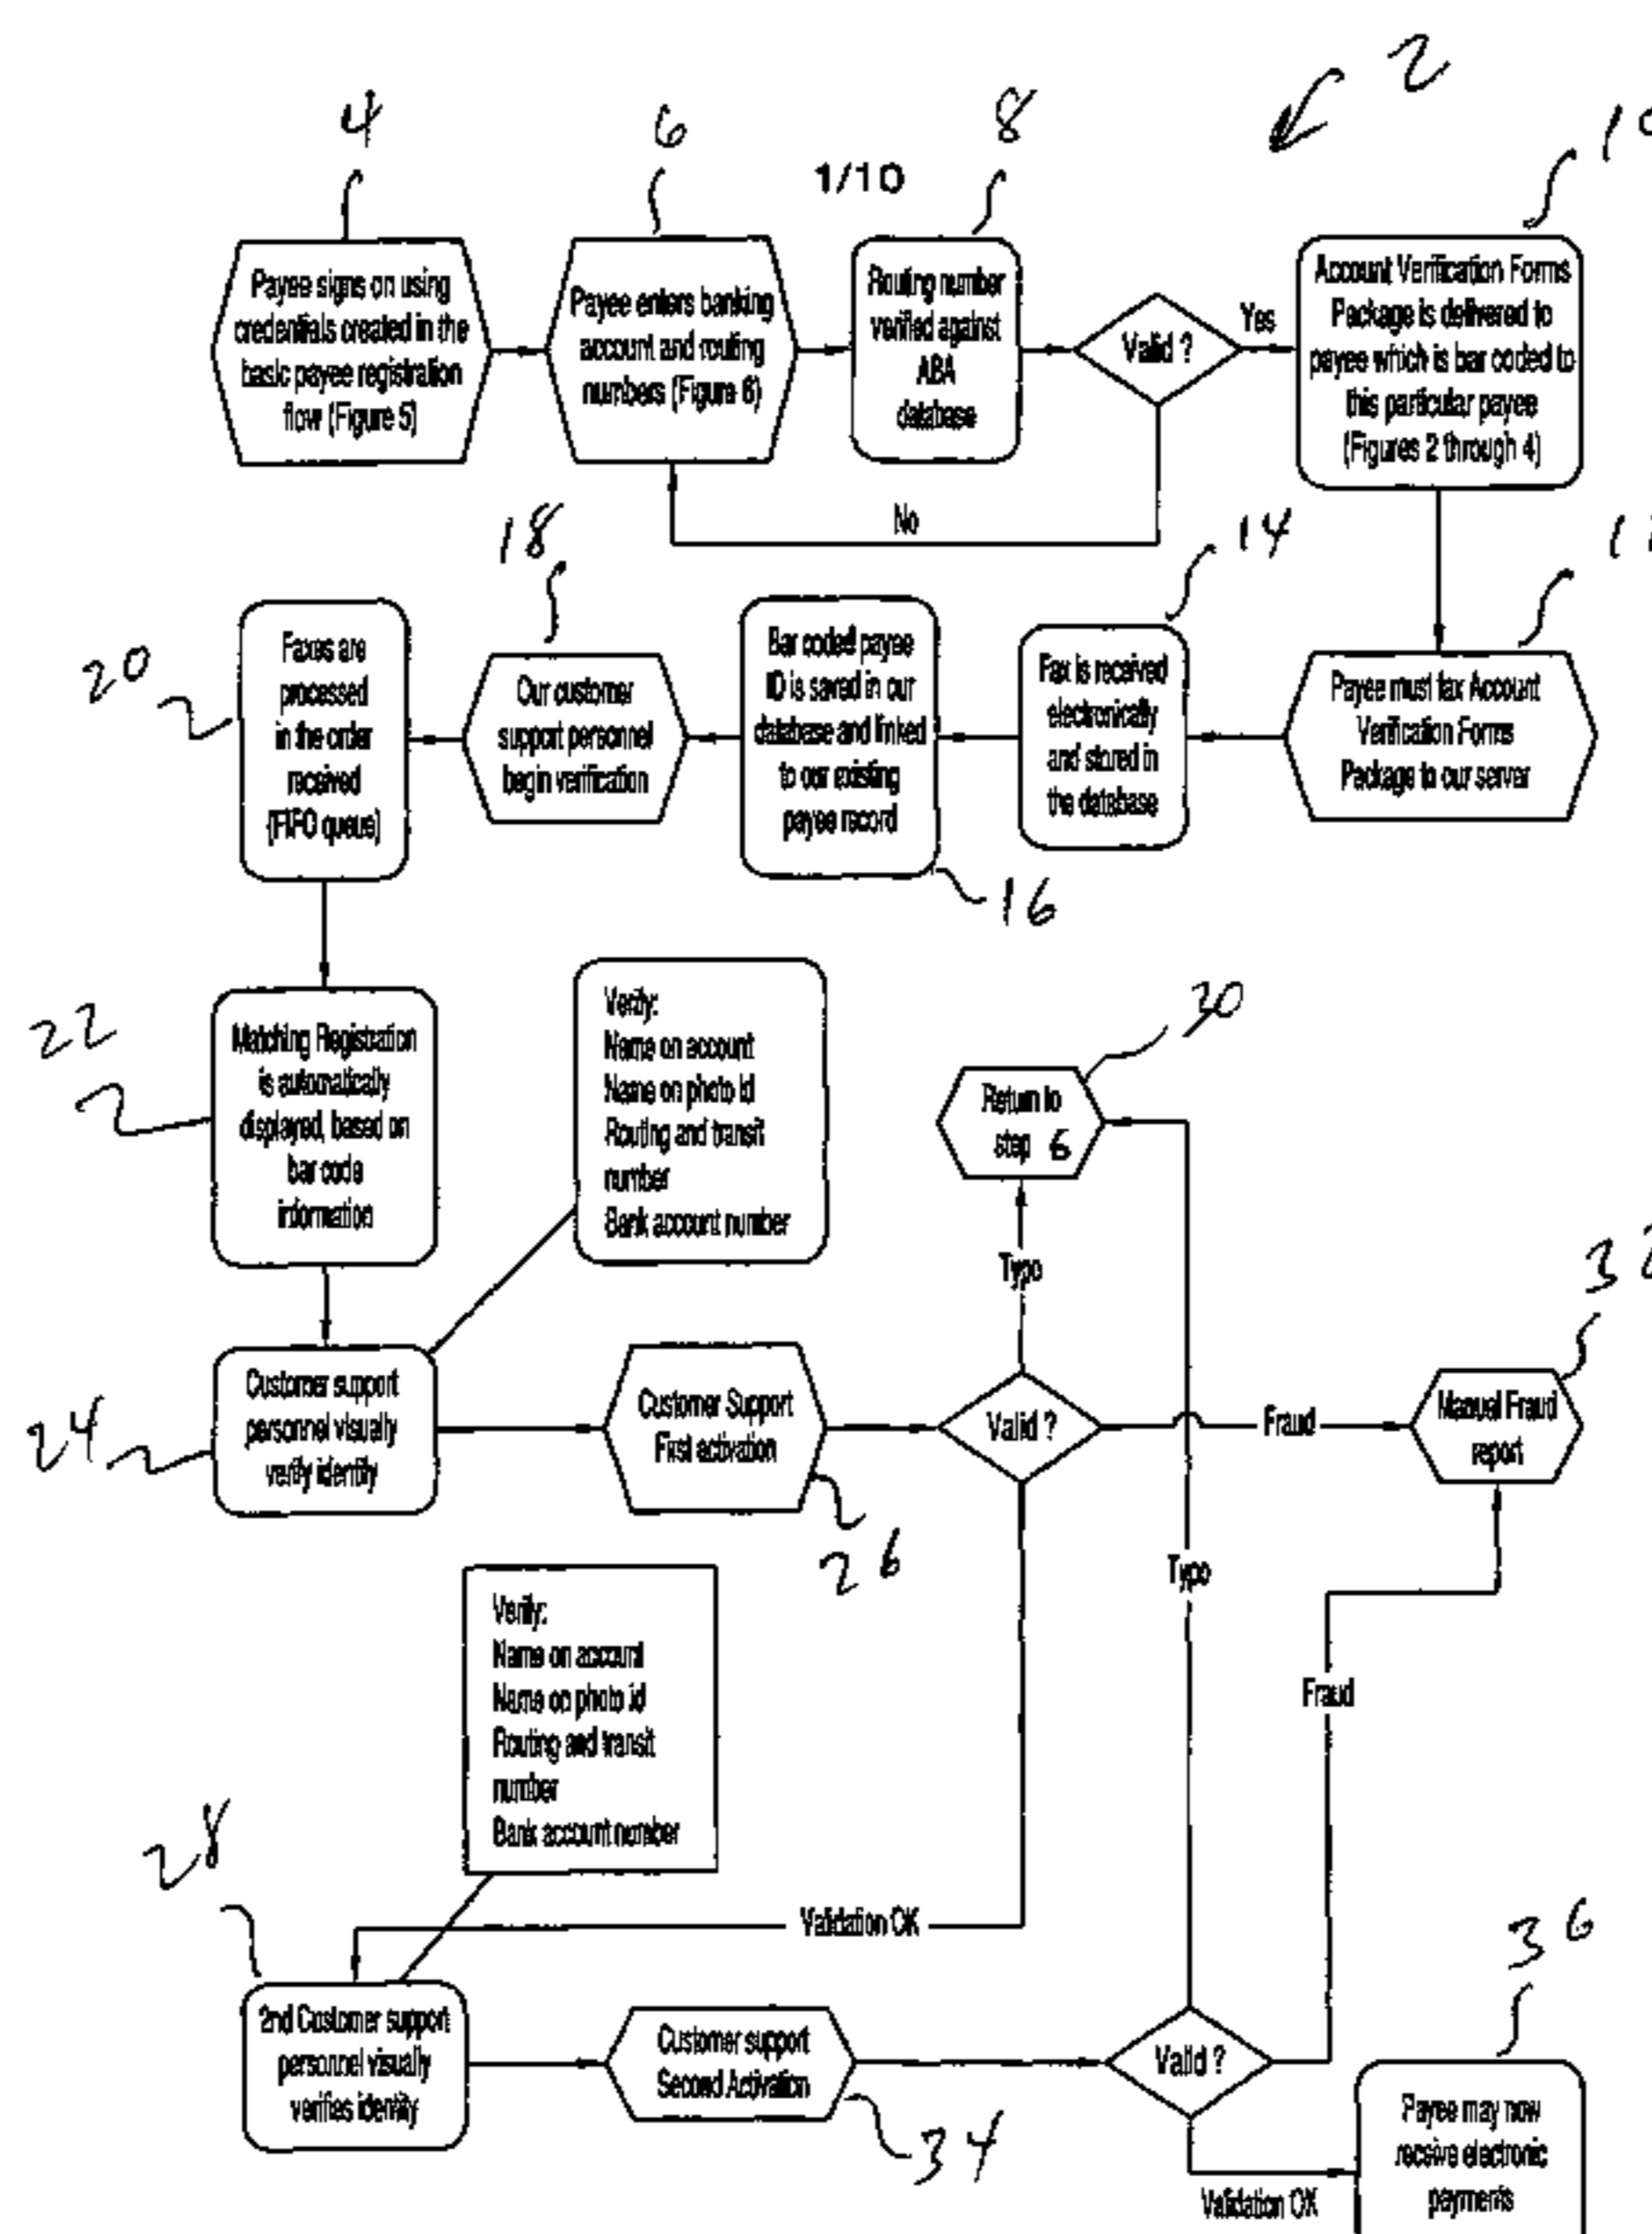 2
4
6
8
1/10
Payee signs on using
credentials created in the
basic payee registration
flow (Figure 5)
Payee enters banking
account and routing
numbers (Figure 6)
Routing number
verified against
ABA
database
Valid ?
Yes
Account Verification Forms
Package is delivered to
payee which is bar coded to
this particular payee
(Figures 2 through 4)
No
18
14
20
Faxes are
processed
in the order
received
(FIFO queue)
Our customer
support personnel
begin verification
Bar coded payee
ID is saved in our
database and linked
to our existing
payee record
Fax is received
electronically
and stored in
the database
Payee must fax Account
Verification Forms
Package to our server
16
22
Matching Registration
is automatically
displayed, based on
bar code
information
Verify:
Name on account
Name on photo id
Routing and transit
number
Bank account number
Return to
step 6
Typo
24
Customer support
personnel visually
verify identity
Customer Support
First activation
Valid ?
Fraud
Manual Fraud
report
26
Typo
Verify:
Name on account
Name on photo id
Routing and transit
number
Bank account number
Fraud
28
Validation OK
36
2nd Customer support
personnel visually
verifies identity
Customer support
Second Activation
Valid ?
34
Payee may now
receive electronic
payments
Validation OK